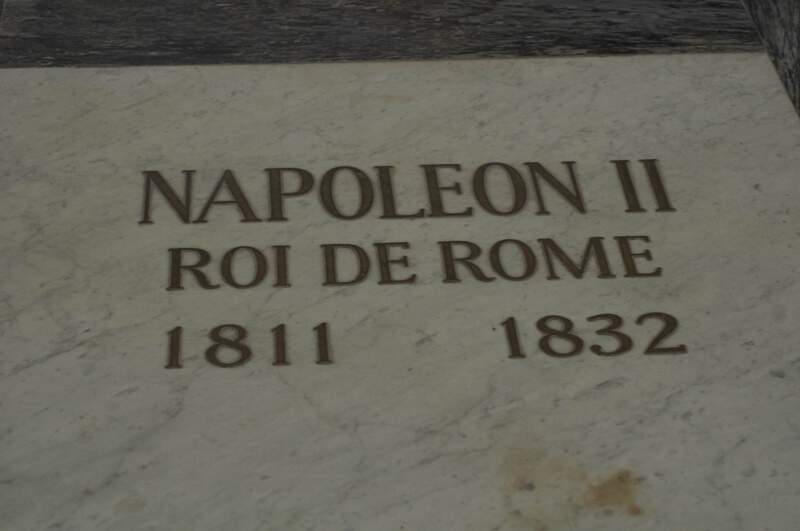 NAPOLEON II
ROI DE ROME
1811 1832